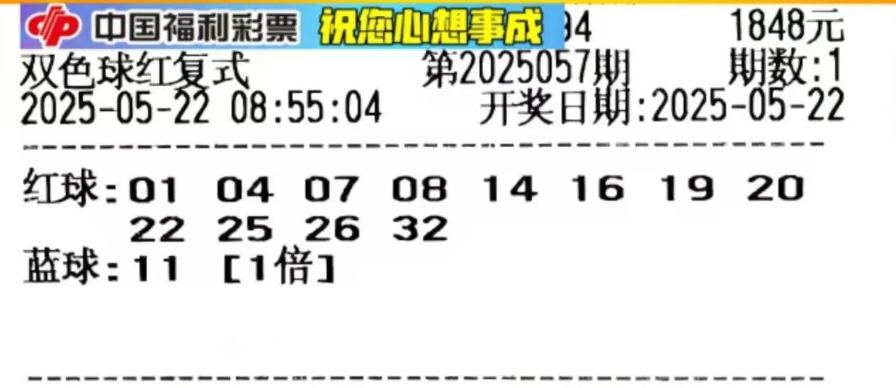 中国福利彩票 祝您心想事成 94 1848元
双色球红复式 第2025057期 期数:1
2025-05-22 08:55:04 开奖日期:2025-05-22
红球:01 04 07 08 14 16 19 20
22 25 26 32
蓝球:11 [1倍]